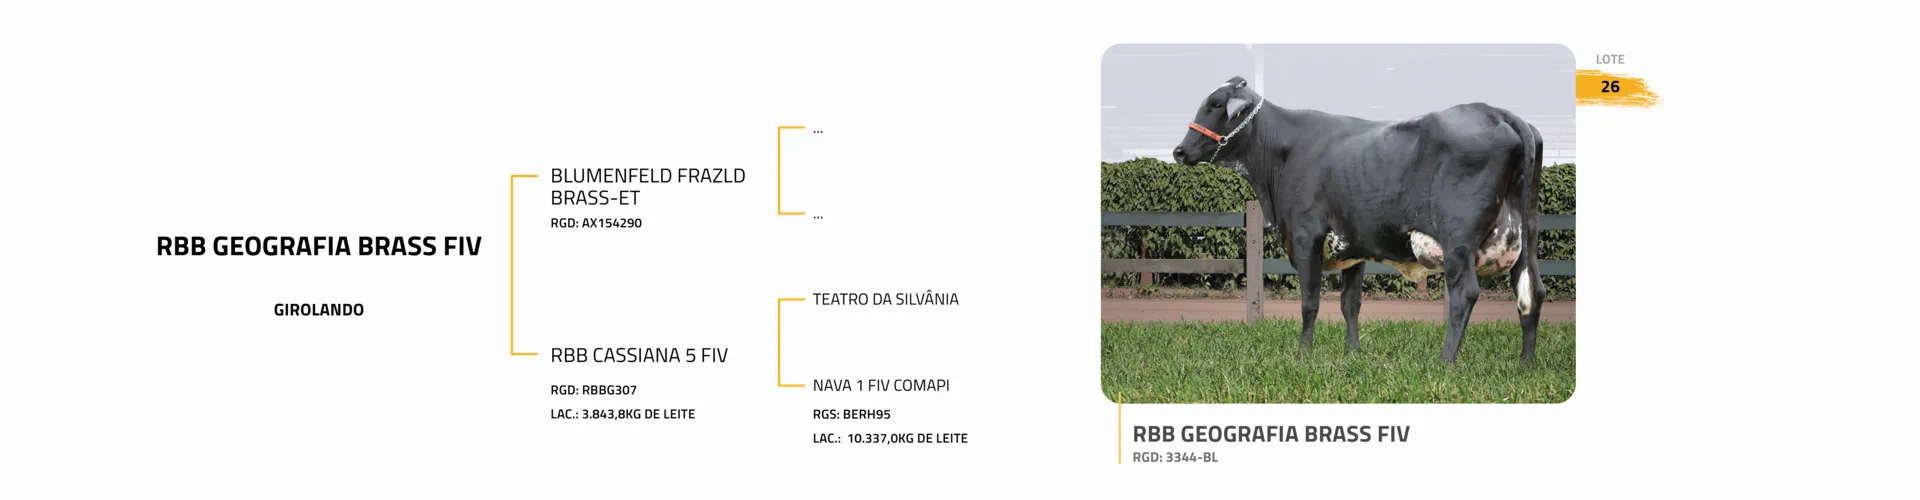 RBB GEOGRAFIA BRASS FIV
GIROLANDO
BLUMENFELD FRAZLD
BRASS-ET
RGD: AX154290
RBB CASSIANA 5 FIV
RGD: RBBG307
LAC.: 3.843,8KG DE LEITE
...
...
TEATRO DA SILVÂNIA
NAVA 1 FIV COMAPI
RGS: BERH95
LAC.: 10.337,0KG DE LEITE
LOTE
26
RBB GEOGRAFIA BRASS FIV
RGD: 3344-BL